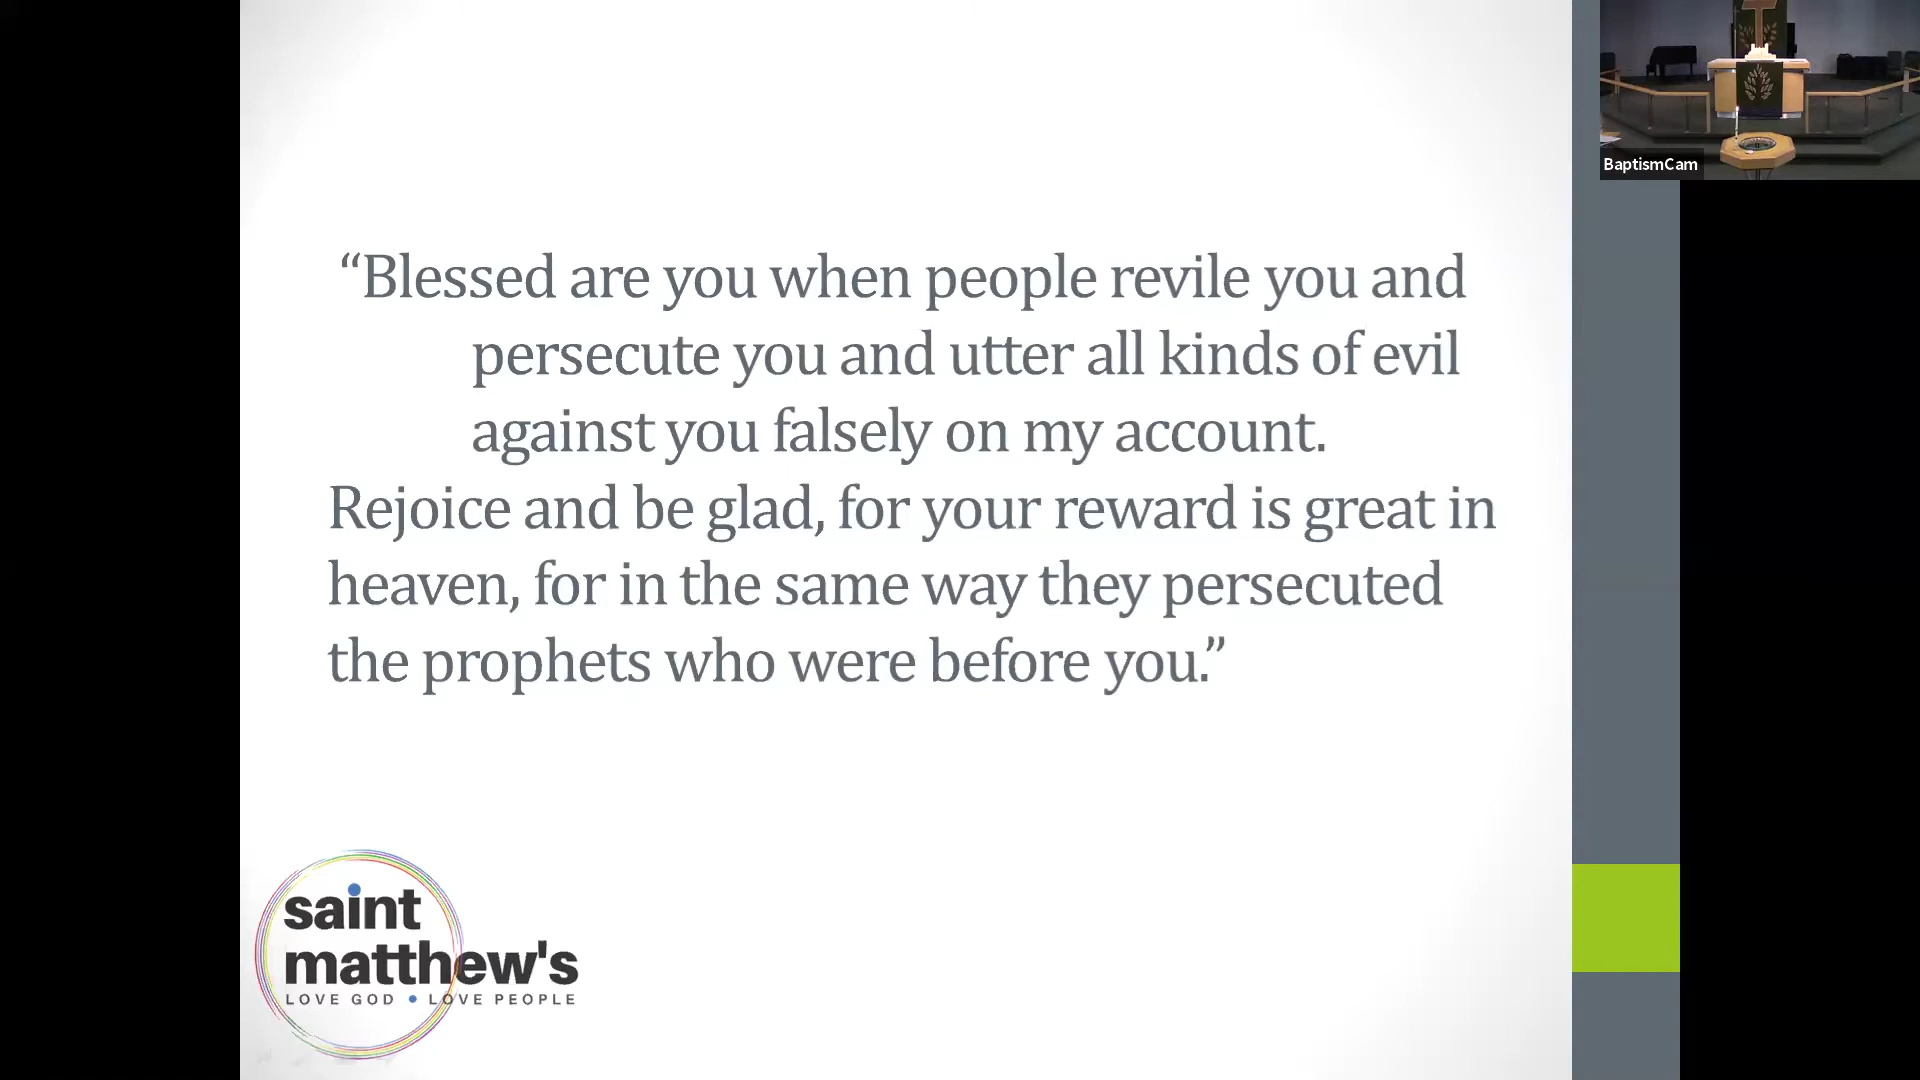 BaptismCam
“Blessed are you when people revile you and
persecute you and utter all kinds of evil
against you falsely on my account.
Rejoice and be glad, for your reward is great in
heaven, for in the same way they persecuted
the prophets who were before you.”
saint
matthew's
LOVE GOD • LOVE PEOPLE